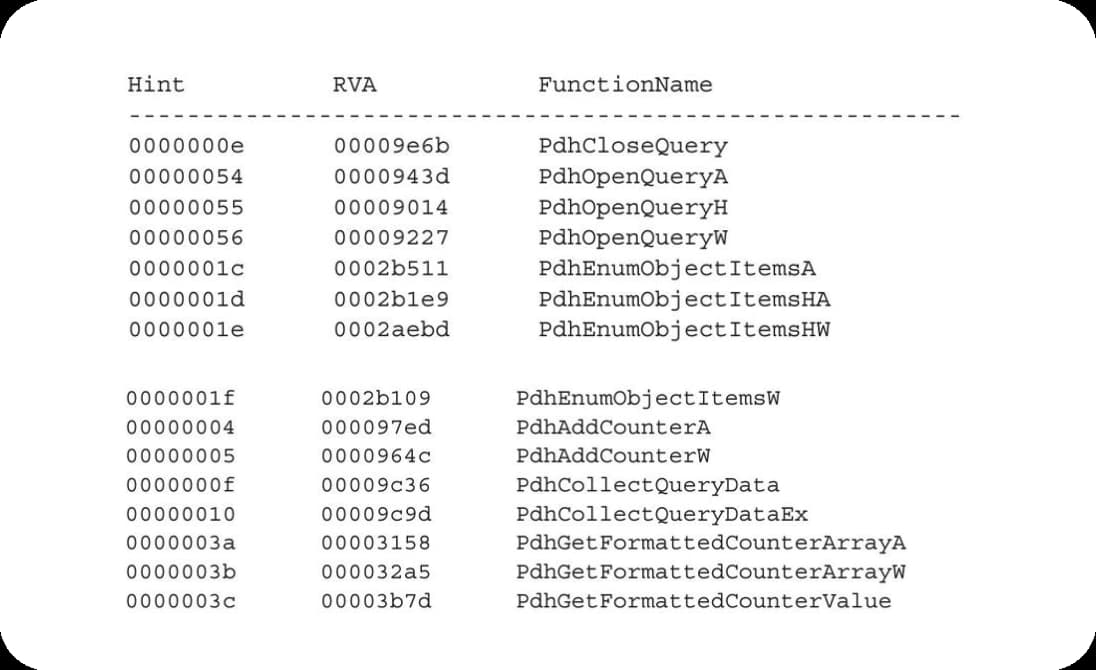 Hint RVA FunctionName
---------------------------------------------------------
0000000e 00009e6b PdhCloseQuery
00000054 0000943d PdhOpenQueryA
00000055 00009014 PdhOpenQueryH
00000056 00009227 PdhOpenQueryW
0000001c 0002b511 PdhEnumObjectItemsA
0000001d 0002b1e9 PdhEnumObjectItemsHA
0000001e 0002aebd PdhEnumObjectItemsHW
0000001f 0002b109 PdhEnumObjectItemsW
00000004 000097ed PdhAddCounterA
00000005 0000964c PdhAddCounterW
0000000f 00009c36 PdhCollectQueryData
00000010 00009c9d PdhCollectQueryDataEx
0000003a 00003158 PdhGetFormattedCounterArrayA
0000003b 000032a5 PdhGetFormattedCounterArrayW
0000003c 00003b7d PdhGetFormattedCounterValue